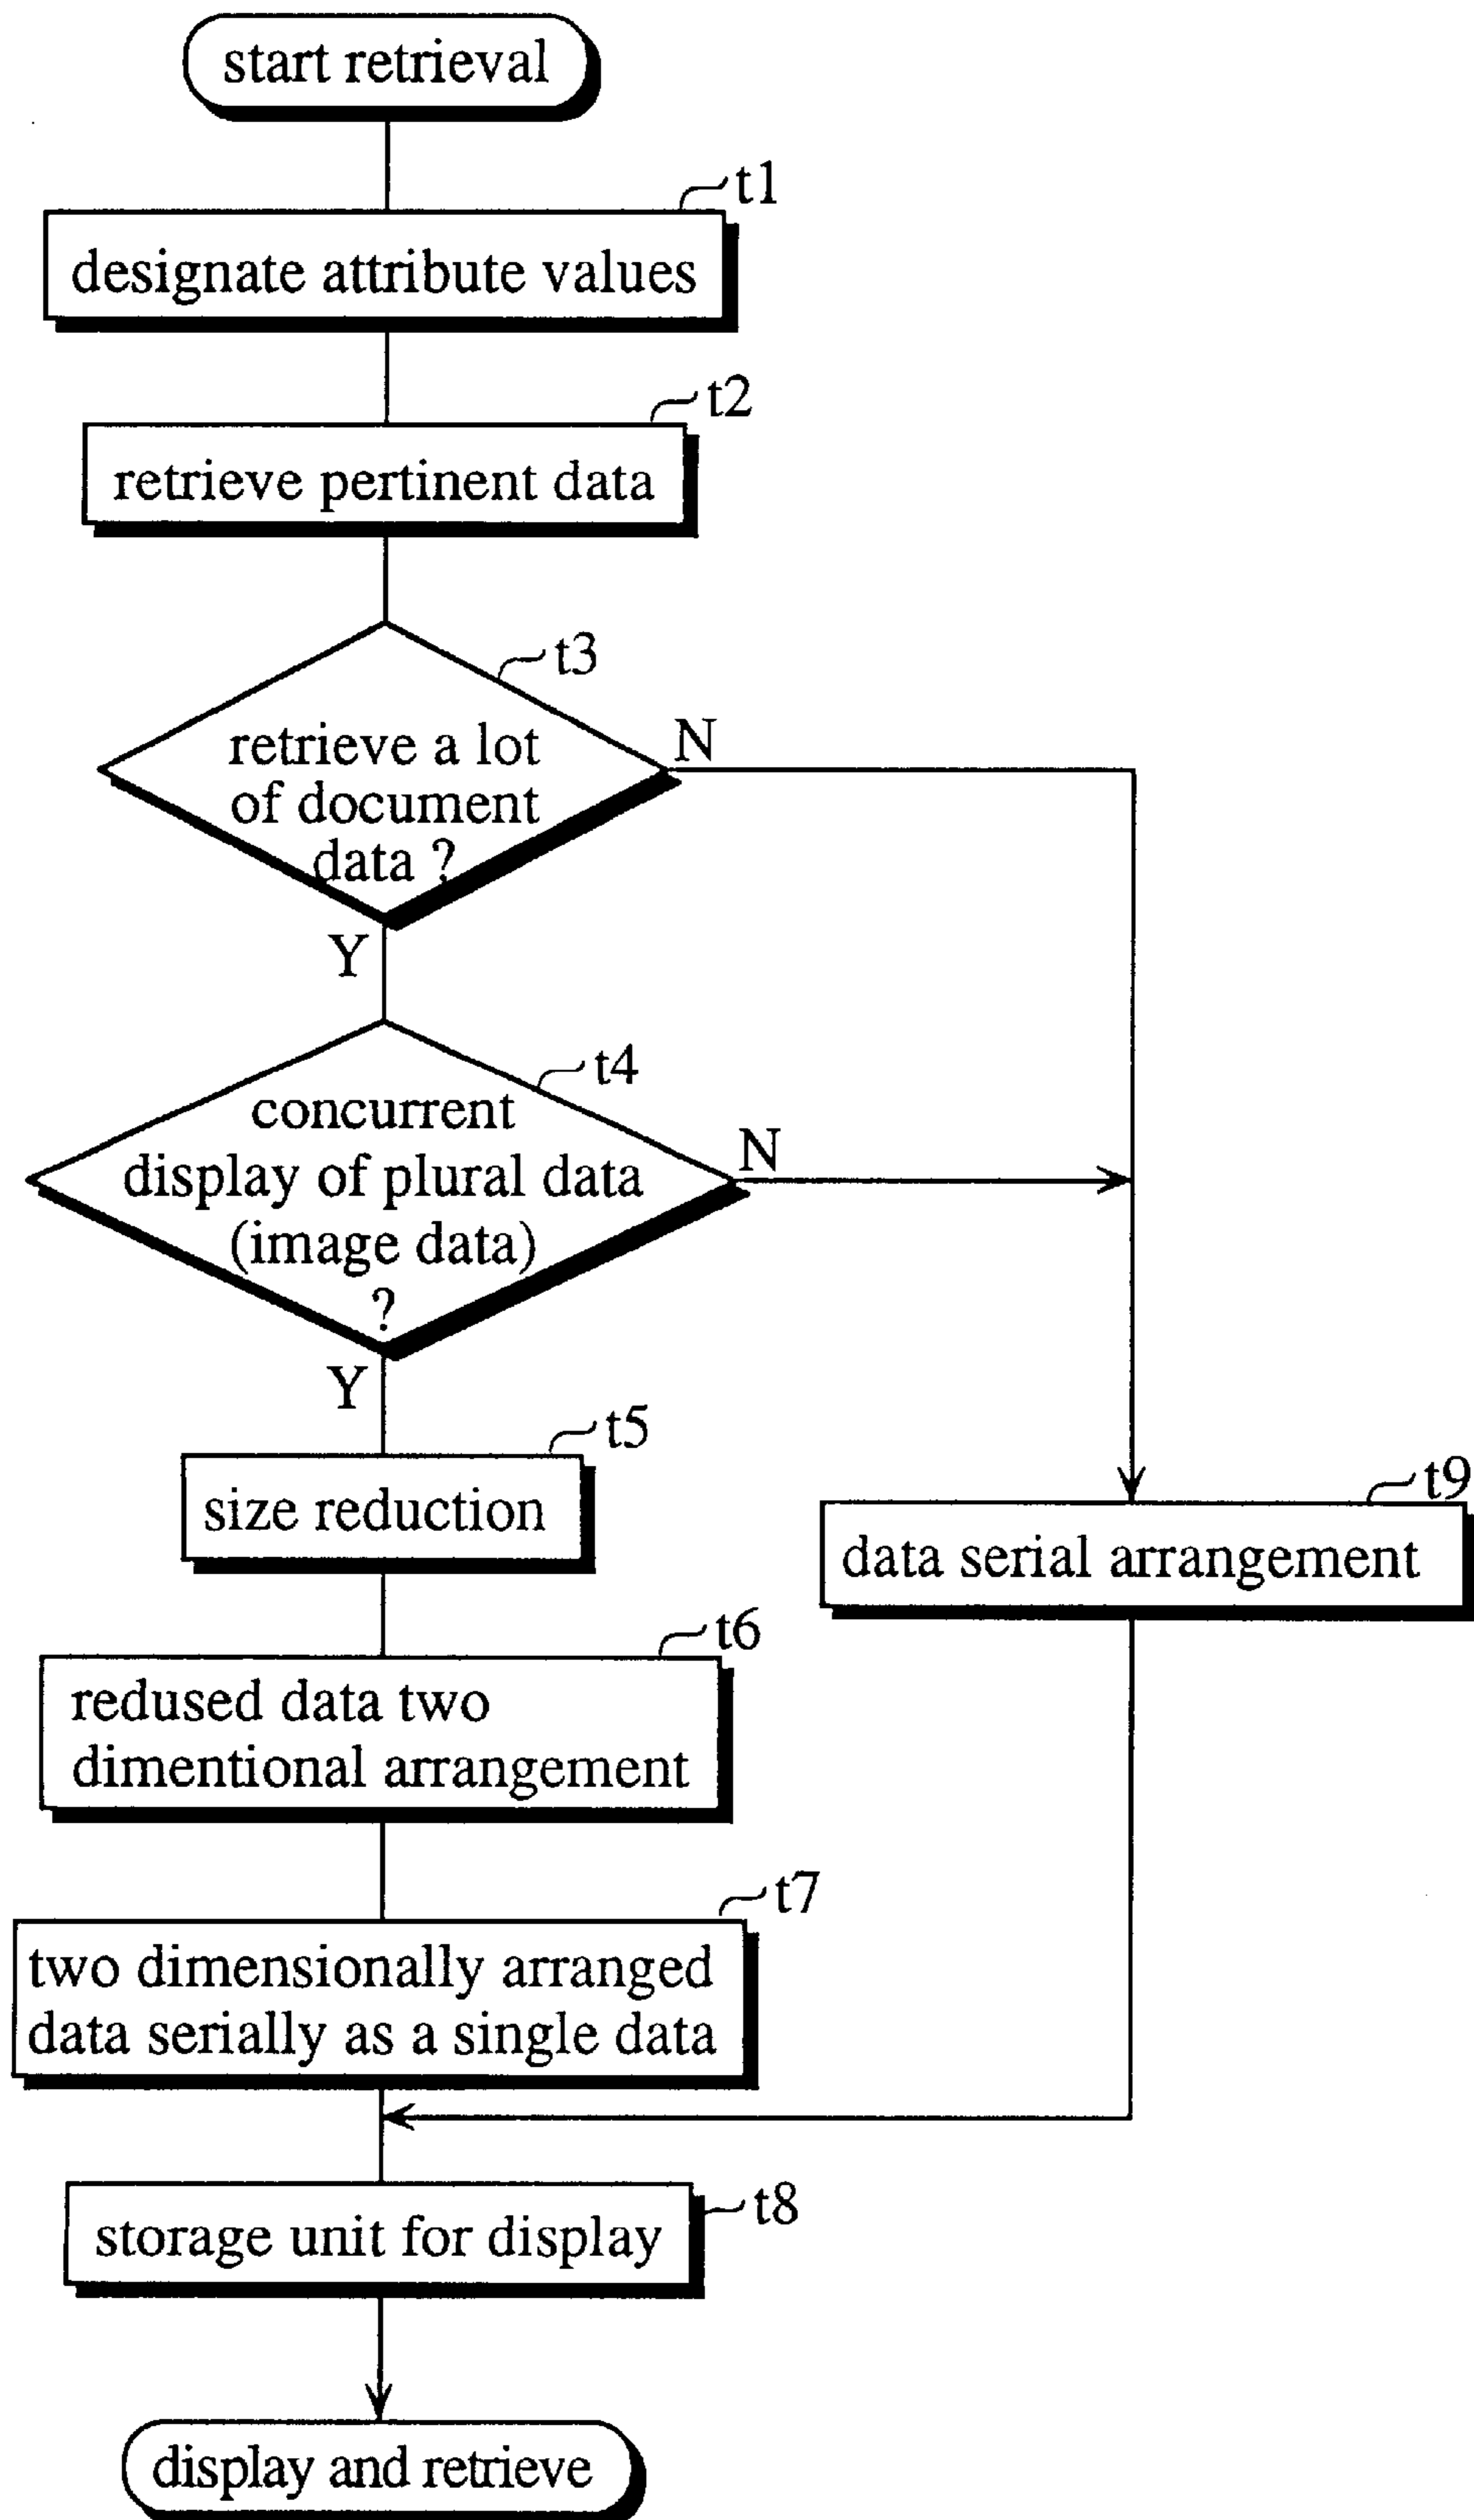 start retrieval
t1
designate attribute values
t2
retrieve pertinent data
t3
retrieve a lot
of document
data ?
N
Y
t4
concurrent
display of plural data
(image data)
?
N
Y
t5
size reduction
t9
data serial arrangement
t6
redused data two
dimentional arrangement
t7
two dimensionally arranged
data serially as a single data
t8
storage unit for display
display and retrieve